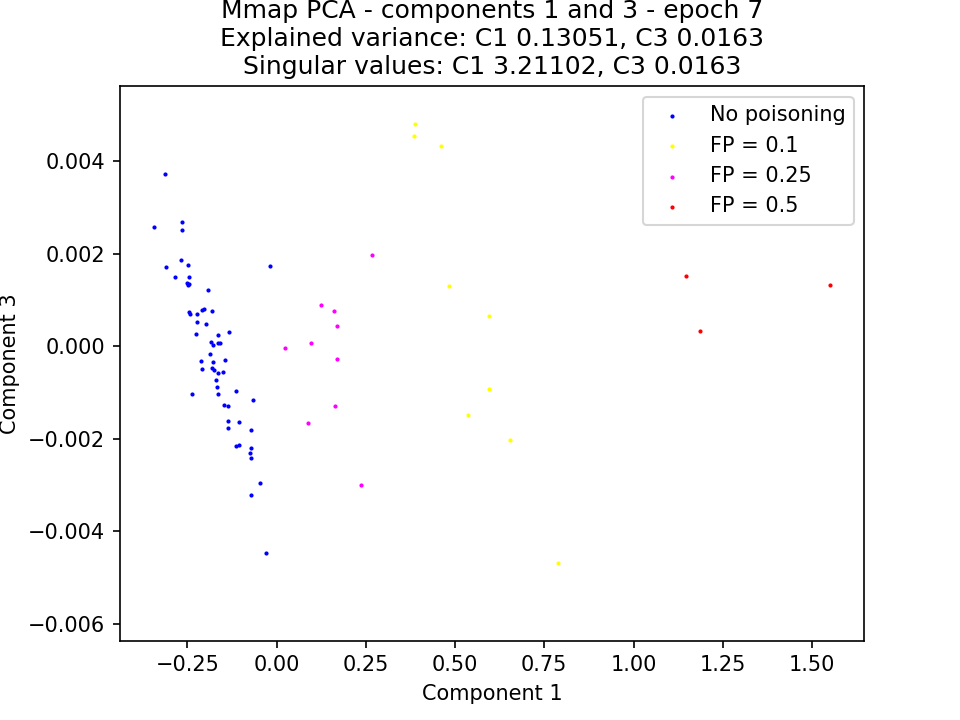 Mmap PCA - components 1 and 3 - epoch 7
Explained variance: C1 0.13051, C3 0.0163
Singular values: C1 3.21102, C3 0.0163
No poisoning
FP = 0.1
FP = 0.25
FP = 0.5
Component 3
0.004
0.002
0.000
−0.002
−0.004
−0.006
−0.25 0.00 0.25 0.50 0.75 1.00 1.25 1.50
Component 1